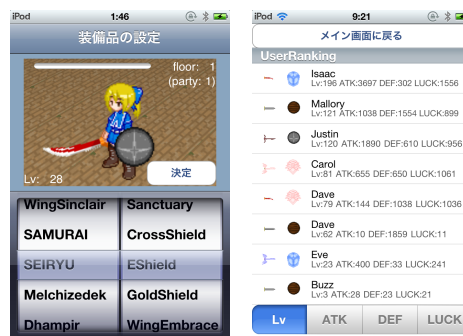 iPod 1:46
装備品の設定
floor: 1
(party: 1)
Lv: 28
決定
WingSinclair Sanctuary
SAMURAI CrossShield
SEIRYU EShield
Melchizedek GoldShield
Dhampir WingEmbrace
iPod 9:21
メイン画面に戻る
UserRanking
Isaac
Lv:196 ATK:3697 DEF:302 LUCK:1556
Mallory
Lv:121 ATK:1038 DEF:1554 LUCK:899
Justin
Lv:120 ATK:1890 DEF:610 LUCK:956
Carol
Lv:81 ATK:655 DEF:650 LUCK:1061
Dave
Lv:79 ATK:144 DEF:1038 LUCK:1036
Dave
Lv:62 ATK:10 DEF:1859 LUCK:11
Eve
Lv:23 ATK:400 DEF:33 LUCK:241
Buzz
Lv:3 ATK:28 DEF:23 LUCK:21
Lv ATK DEF LUCK